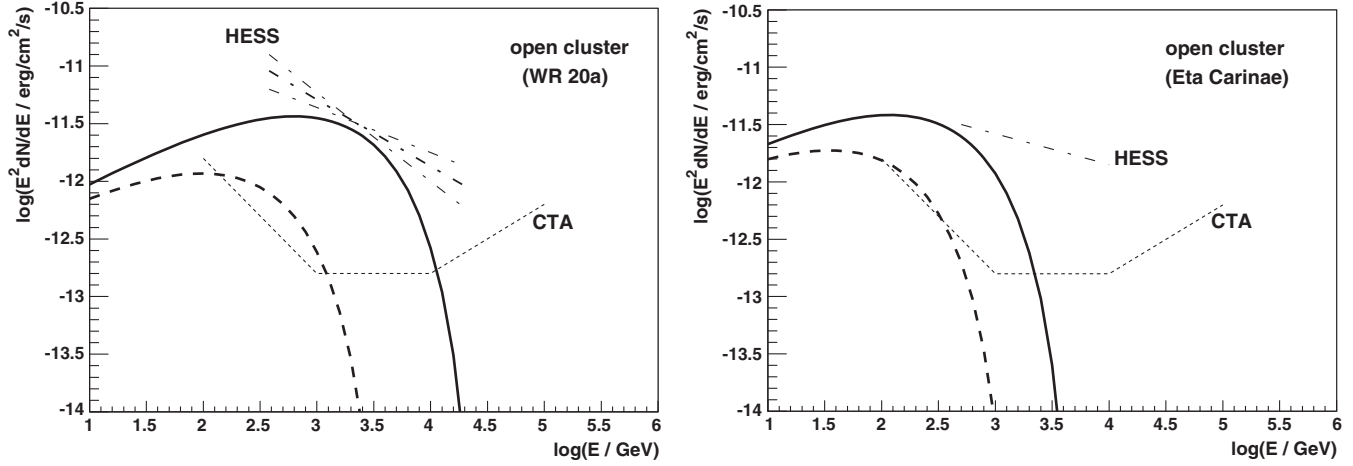 log(E²dN/dE / erg/cm²/s)
-10.5
-11
-11.5
-12
-12.5
-13
-13.5
-14
HESS
open cluster
(WR 20a)
CTA
1 1.5 2 2.5 3 3.5 4 4.5 5 5.5 6
log(E / GeV)
log(E²dN/dE / erg/cm²/s)
-10.5
-11
-11.5
-12
-12.5
-13
-13.5
-14
open cluster
(Eta Carinae)
HESS
CTA
1 1.5 2 2.5 3 3.5 4 4.5 5 5.5 6
log(E / GeV)